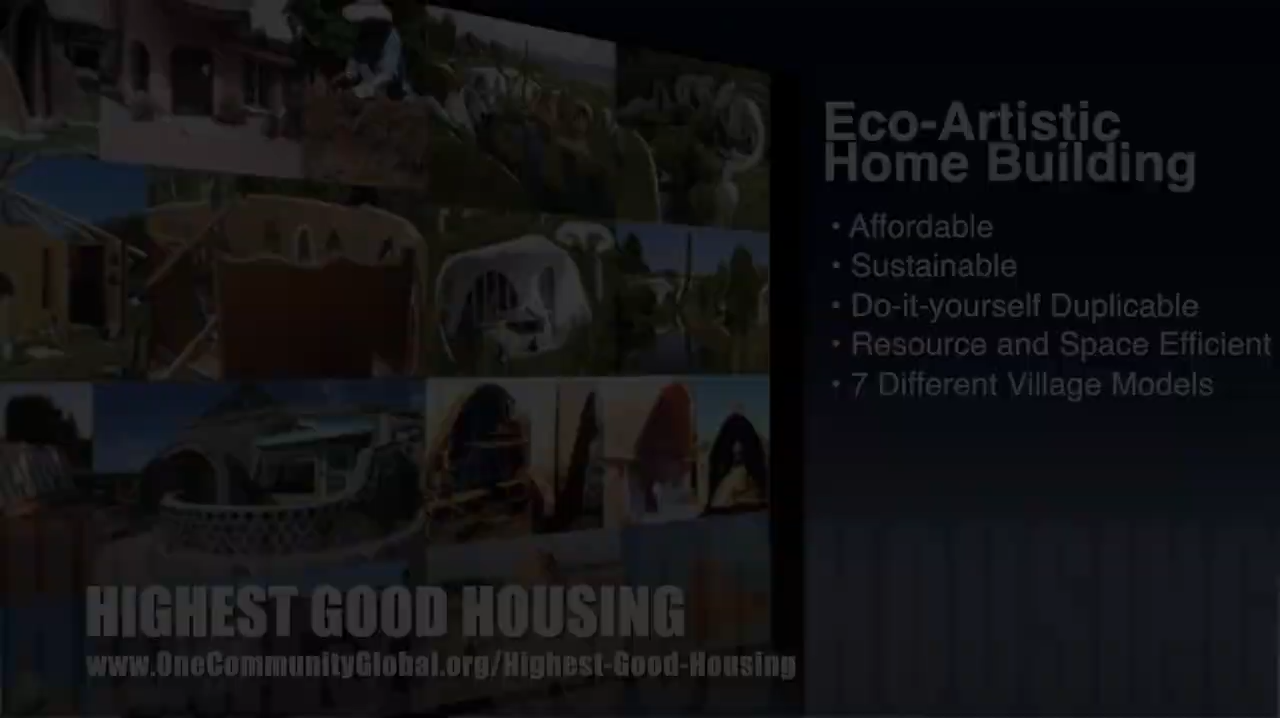 Eco-Artistic
Home Building
• Affordable
• Sustainable
• Do-it-yourself Duplicable
• Resource and Space Efficient
• 7 Different Village Models
HIGHEST GOOD HOUSING
www.OneCommunityGlobal.org/Highest-Good-Housing
HOUSING